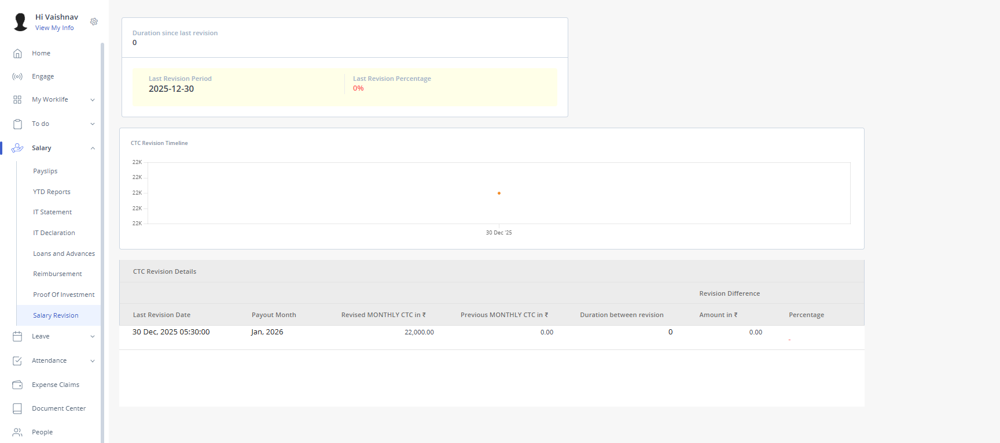 Hi Vaishnav
View My Info
Home
Engage
My Worklife
To do
Salary
Payslips
YTD Reports
IT Statement
IT Declaration
Loans and Advances
Reimbursement
Proof Of Investment
Salary Revision
Leave
Attendance
Expense Claims
Document Center
People
Duration since last revision
0
Last Revision Period
2025-12-30
Last Revision Percentage
0%
CTC Revision Timeline
22K
22K
22K
22K
22K
30 Dec '25
CTC Revision Details
Revision Difference
Last Revision Date Payout Month Revised MONTHLY CTC in ₹ Previous MONTHLY CTC in ₹ Duration between revision Amount in ₹ Percentage
30 Dec, 2025 05:30:00 Jan, 2026 22,000.00 0.00 0 0.00 -